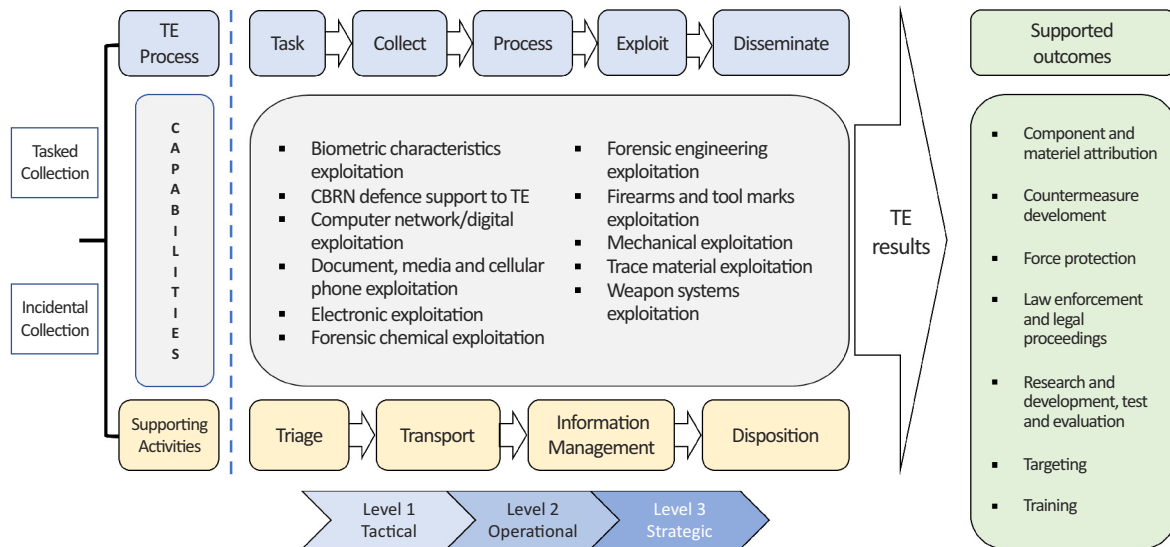 TE
Process
Task
Collect
Process
Exploit
Disseminate
Supported
outcomes
Tasked
Collection
Incidental
Collection
C
A
P
A
B
I
L
I
T
I
E
S
Biometric characteristics
exploitation
CBRN defence support to TE
Computer network/digital
exploitation
Document, media and cellular
phone exploitation
Electronic exploitation
Forensic chemical exploitation
Forensic engineering
exploitation
Firearms and tool marks
exploitation
Mechanical exploitation
Trace material exploitation
Weapon systems
exploitation
TE
results
Component and
materiel attribution
Countermeasure
develoment
Force protection
Law enforcement
and legal
proceedings
Research and
development, test
and evaluation
Targeting
Training
Supporting
Activities
Triage
Transport
Information
Management
Disposition
Level 1
Tactical
Level 2
Operational
Level 3
Strategic